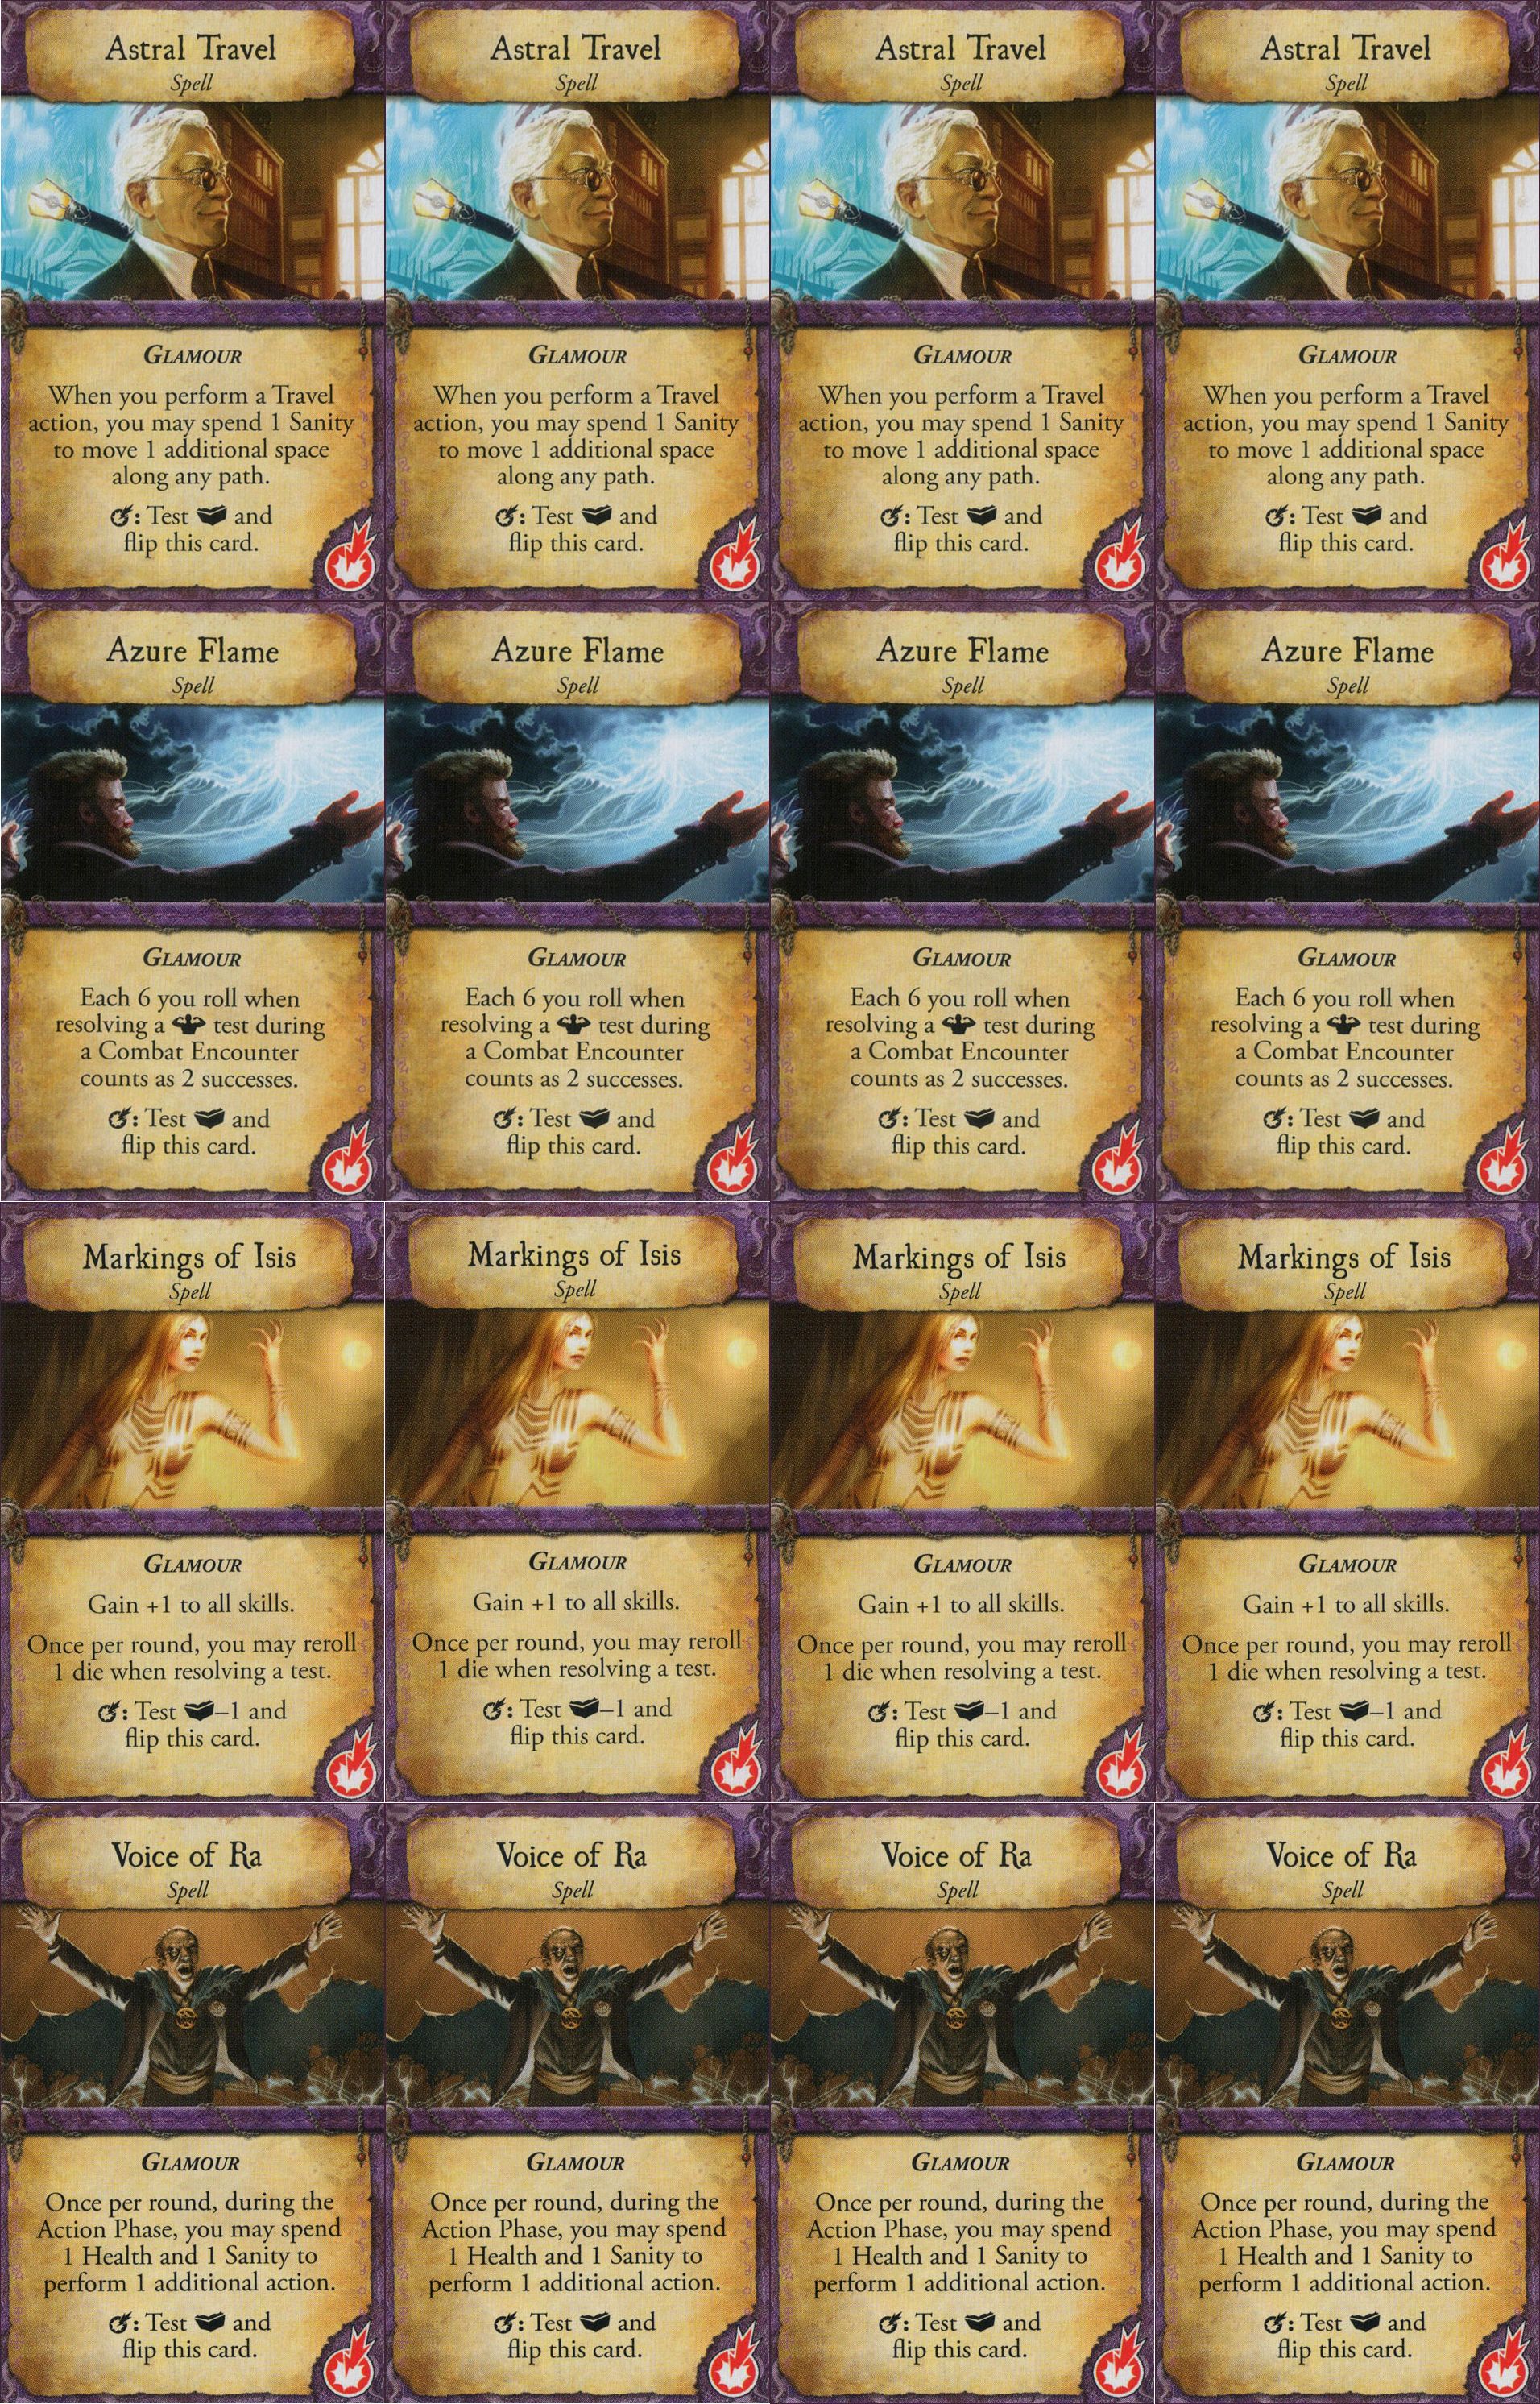 Astral Travel
Spell
GLAMOUR
When you perform a Travel
action, you may spend 1 Sanity
to move 1 additional space
along any path.
: Test and
flip this card.
Astral Travel
Spell
GLAMOUR
When you perform a Travel
action, you may spend 1 Sanity
to move 1 additional space
along any path.
: Test and
flip this card.
Astral Travel
Spell
GLAMOUR
When you perform a Travel
action, you may spend 1 Sanity
to move 1 additional space
along any path.
: Test and
flip this card.
Astral Travel
Spell
GLAMOUR
When you perform a Travel
action, you may spend 1 Sanity
to move 1 additional space
along any path.
: Test and
flip this card.
Azure Flame
Spell
GLAMOUR
Each 6 you roll when
resolving a test during
a Combat Encounter
counts as 2 successes.
: Test and
flip this card.
Azure Flame
Spell
GLAMOUR
Each 6 you roll when
resolving a test during
a Combat Encounter
counts as 2 successes.
: Test and
flip this card.
Azure Flame
Spell
GLAMOUR
Each 6 you roll when
resolving a test during
a Combat Encounter
counts as 2 successes.
: Test and
flip this card.
Azure Flame
Spell
GLAMOUR
Each 6 you roll when
resolving a test during
a Combat Encounter
counts as 2 successes.
: Test and
flip this card.
Markings of Isis
Spell
GLAMOUR
Gain +1 to all skills.
Once per round, you may reroll
1 die when resolving a test.
: Test –1 and
flip this card.
Markings of Isis
Spell
GLAMOUR
Gain +1 to all skills.
Once per round, you may reroll
1 die when resolving a test.
: Test –1 and
flip this card.
Markings of Isis
Spell
GLAMOUR
Gain +1 to all skills.
Once per round, you may reroll
1 die when resolving a test.
: Test –1 and
flip this card.
Markings of Isis
Spell
GLAMOUR
Gain +1 to all skills.
Once per round, you may reroll
1 die when resolving a test.
: Test –1 and
flip this card.
Voice of Ra
Spell
GLAMOUR
Once per round, during the
Action Phase, you may spend
1 Health and 1 Sanity to
perform 1 additional action.
: Test and
flip this card.
Voice of Ra
Spell
GLAMOUR
Once per round, during the
Action Phase, you may spend
1 Health and 1 Sanity to
perform 1 additional action.
: Test and
flip this card.
Voice of Ra
Spell
GLAMOUR
Once per round, during the
Action Phase, you may spend
1 Health and 1 Sanity to
perform 1 additional action.
: Test and
flip this card.
Voice of Ra
Spell
GLAMOUR
Once per round, during the
Action Phase, you may spend
1 Health and 1 Sanity to
perform 1 additional action.
: Test and
flip this card.